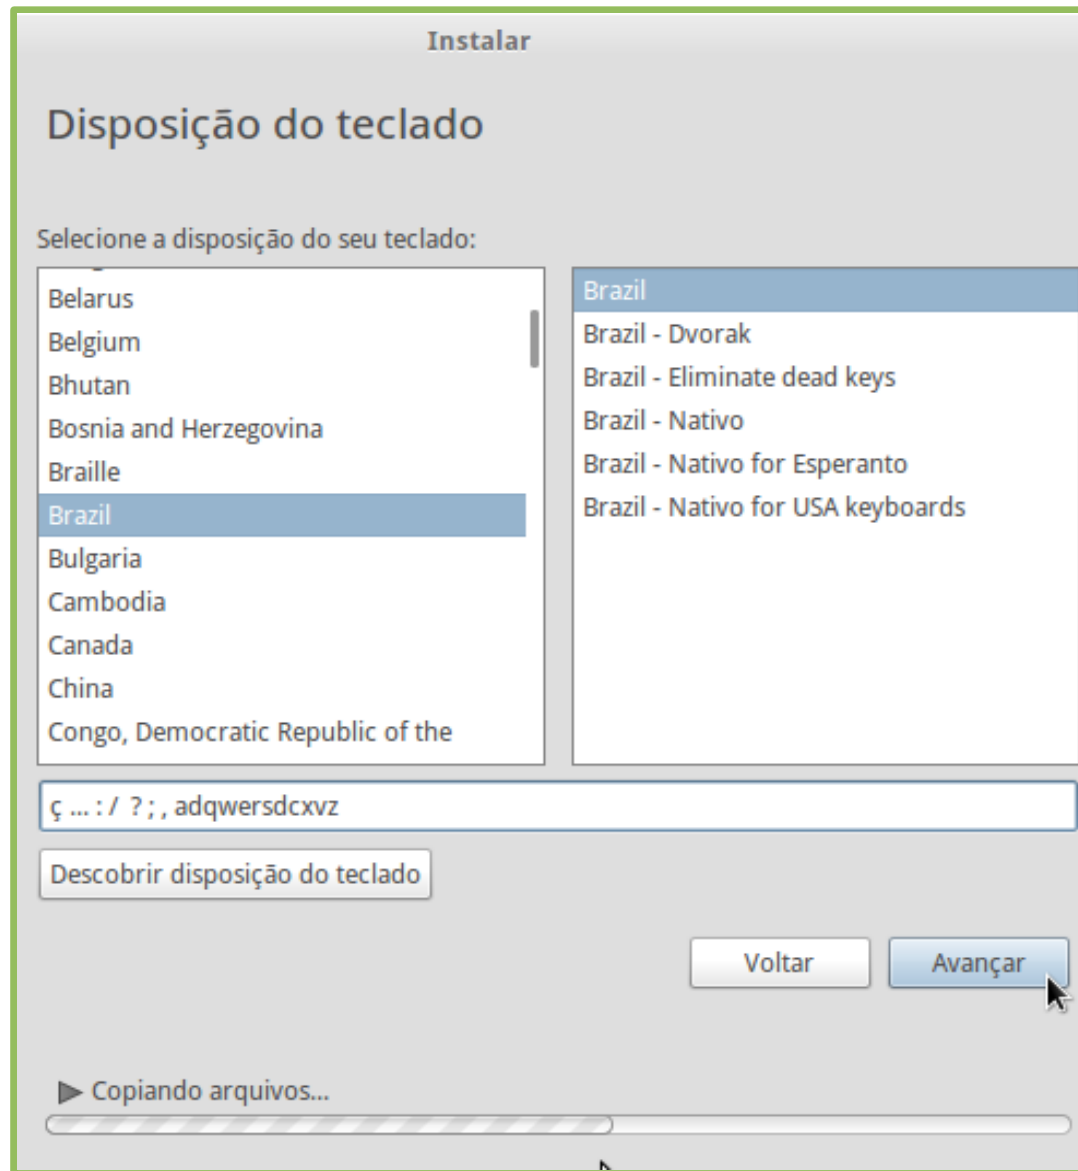 Instalar
Disposição do teclado
Selecione a disposição do seu teclado:
Belarus
Belgium
Bhutan
Bosnia and Herzegovina
Braille
Brazil
Bulgaria
Cambodia
Canada
China
Congo, Democratic Republic of the
Brazil
Brazil - Dvorak
Brazil - Eliminate dead keys
Brazil - Nativo
Brazil - Nativo for Esperanto
Brazil - Nativo for USA keyboards
ç ... : / ? ; , adqwersdcxvz
Descobrir disposição do teclado
Voltar
Avançar
Copiando arquivos...